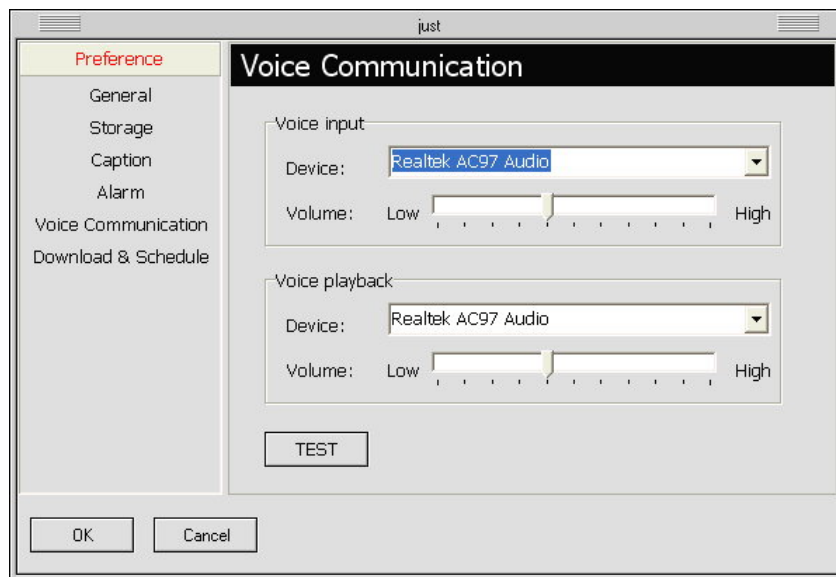 just
Preference
General
Storage
Caption
Alarm
Voice Communication
Download & Schedule
Voice Communication
Voice input
Device: Realtek AC97 Audio
Volume: Low High
Voice playback
Device: Realtek AC97 Audio
Volume: Low High
TEST
OK Cancel